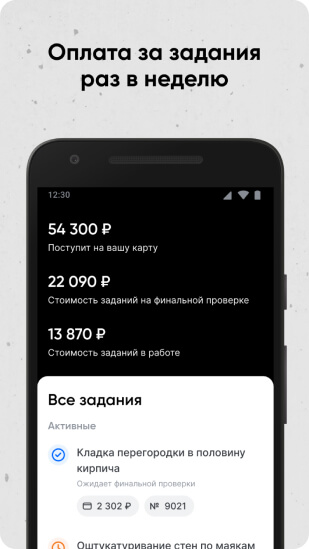 Оплата за задания
раз в неделю
12:30
54 300 ₽
Поступит на вашу карту
22 090 ₽
Стоимость заданий на финальной проверке
13 870 ₽
Стоимость заданий в работе
Все задания
Активные
Кладка перегородки в половину
кирпича
Ожидает финальной проверки
2 302 ₽ № 9021
Оштукатуривание стен по маякам